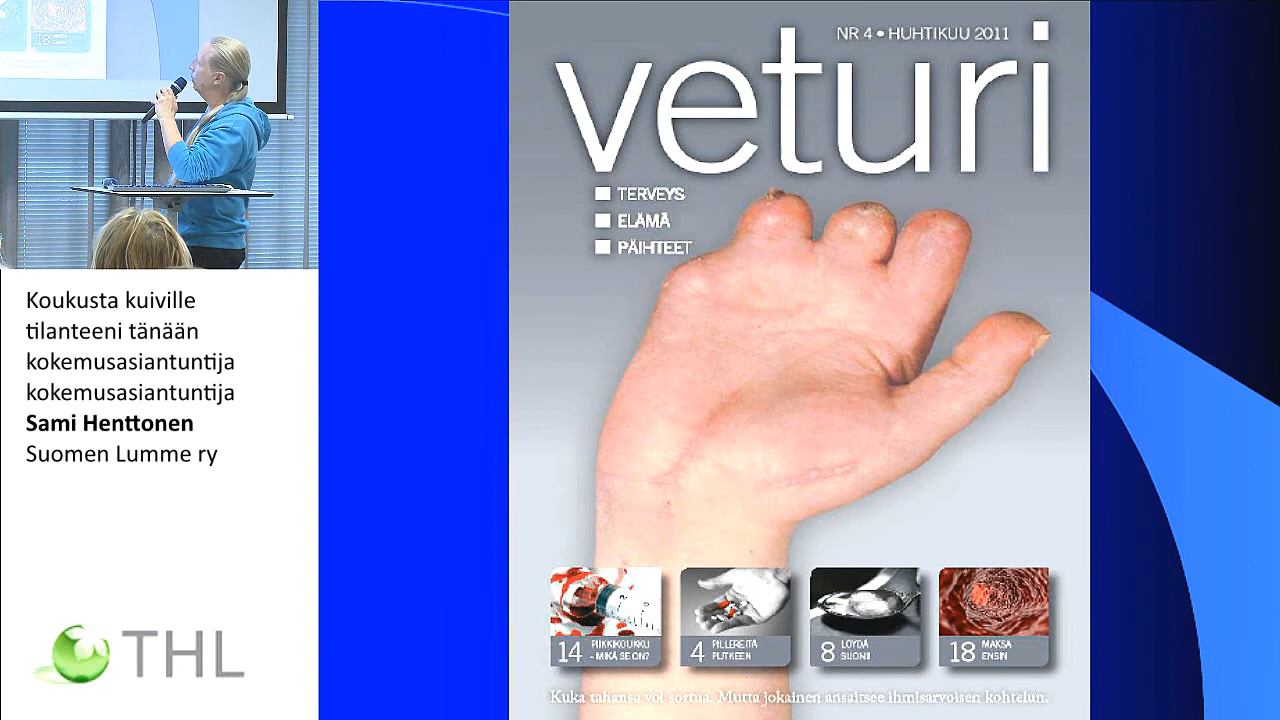 Koukusta kuiville
tilanteeni tänään
kokemusasiantuntija
kokemusasiantuntija
Sami Henttonen
Suomen Lumme ry
THL
NR 4 • HUHTIKUU 2011
veturi
TERVEYS
ELÄMÄ
PÄIHTEET
14 PIIKKIKOUKKU
- MIKÄ SE ON?
4 PILLEREITÄ
PUTKEEN
8 LÖYDÄ
SUONI!
18 MAKSA
ENSIN
Kuka tahansa voi sortua. Mutta jokainen ansaitsee ihmisarvoisen kohtelun.